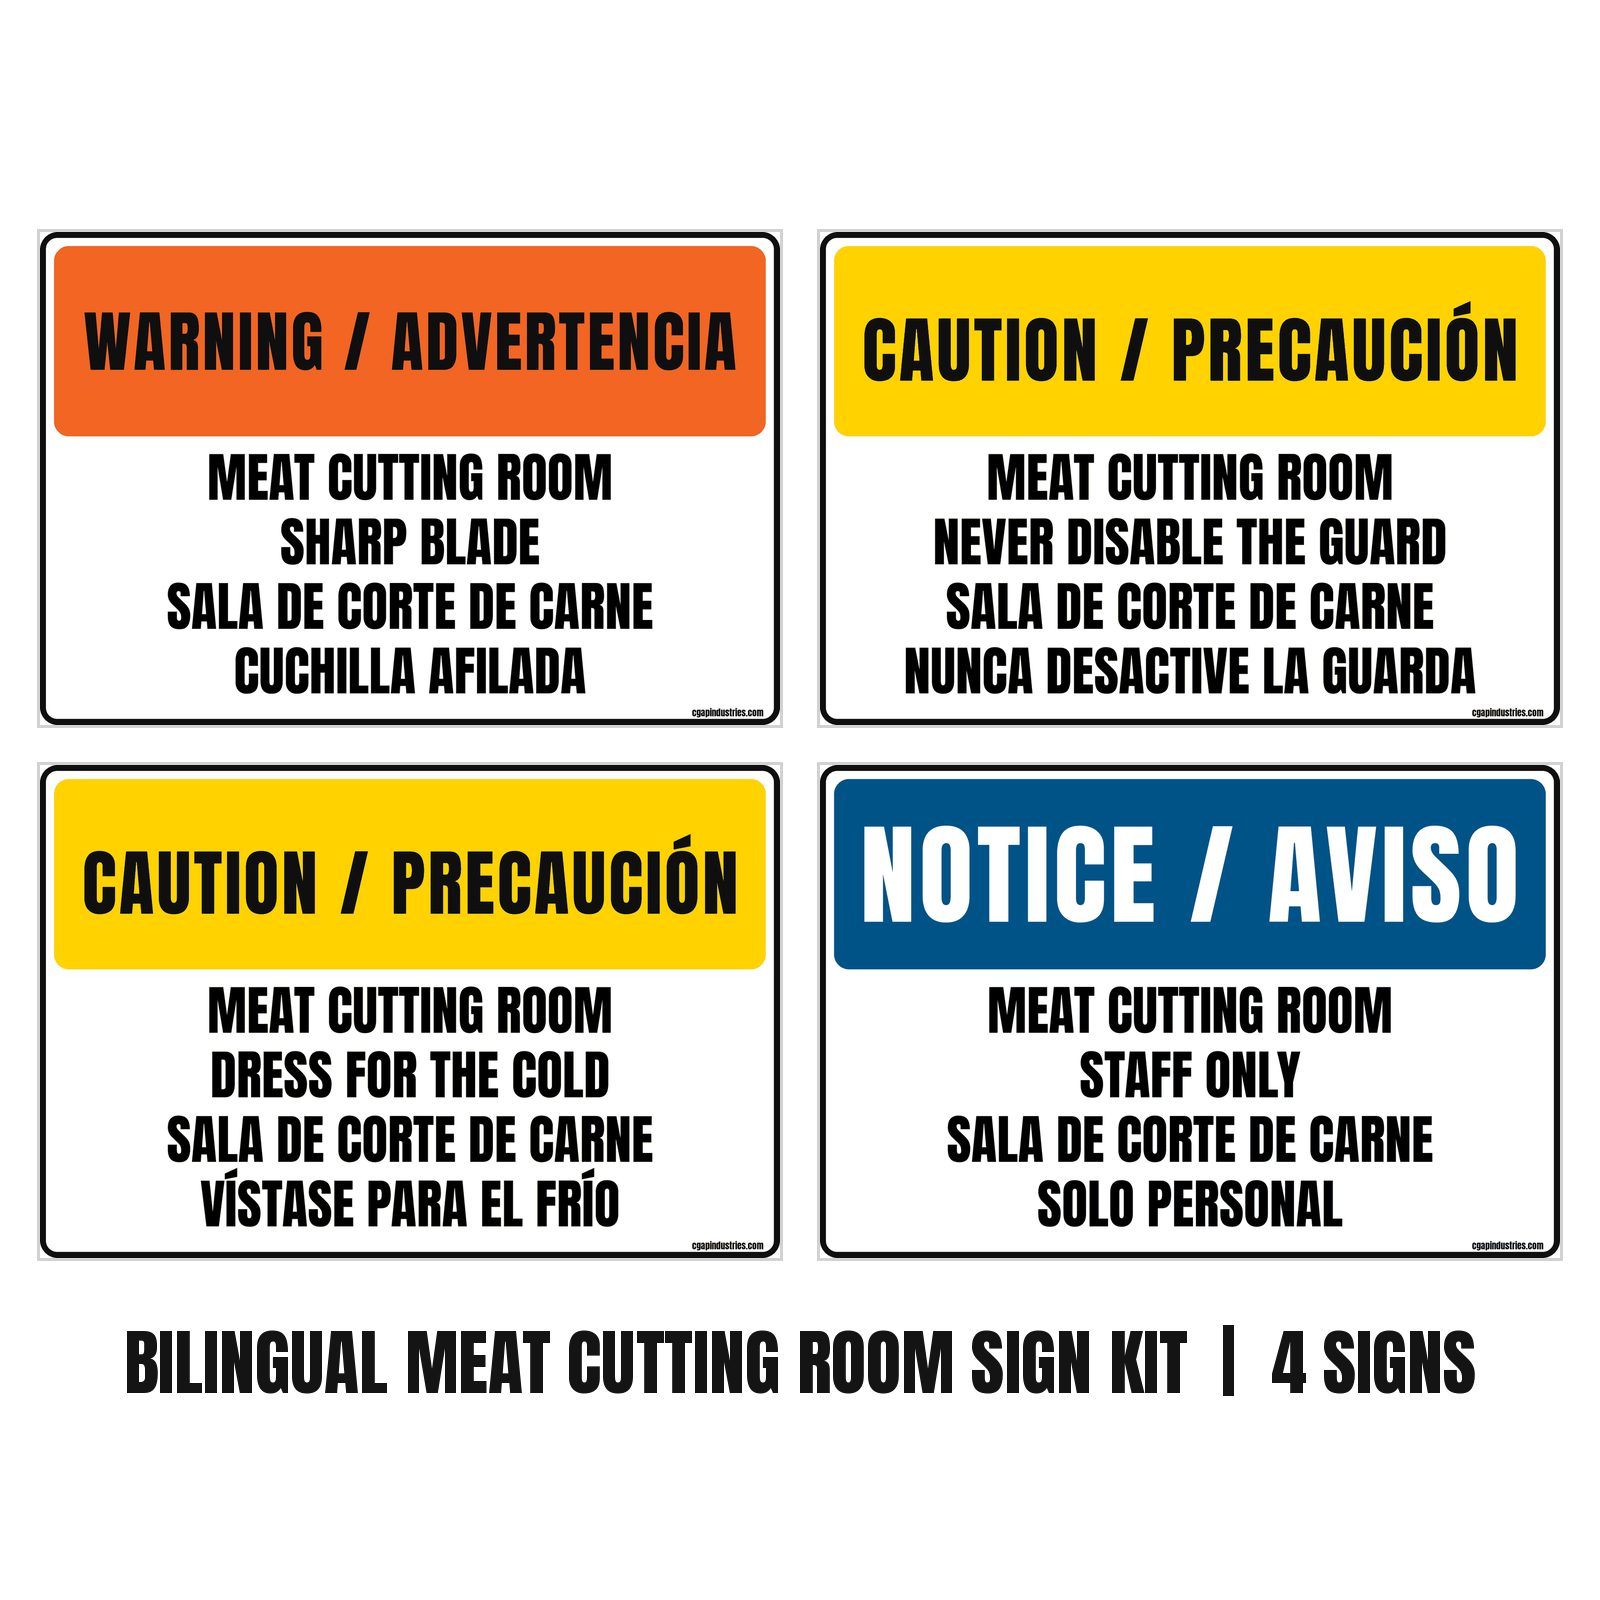 WARNING / ADVERTENCIA
MEAT CUTTING ROOM
SHARP BLADE
SALA DE CORTE DE CARNE
CUCHILLA AFILADA
cgapindustries.com
CAUTION / PRECAUCIÓN
MEAT CUTTING ROOM
NEVER DISABLE THE GUARD
SALA DE CORTE DE CARNE
NUNCA DESACTIVE LA GUARDA
cgapindustries.com
CAUTION / PRECAUCIÓN
MEAT CUTTING ROOM
DRESS FOR THE COLD
SALA DE CORTE DE CARNE
VÍSTASE PARA EL FRÍO
cgapindustries.com
NOTICE / AVISO
MEAT CUTTING ROOM
STAFF ONLY
SALA DE CORTE DE CARNE
SOLO PERSONAL
cgapindustries.com
BILINGUAL MEAT CUTTING ROOM SIGN KIT | 4 SIGNS